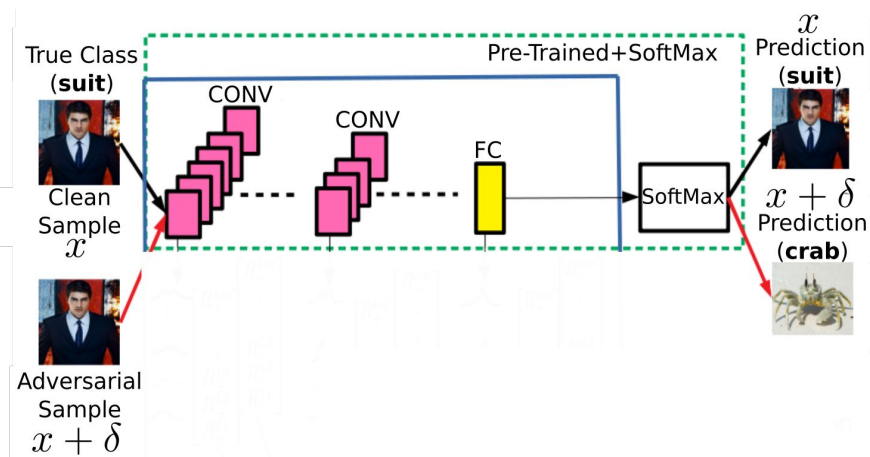 True Class
(suit)
Clean
Sample
x
Adversarial
Sample
x + δ
Pre-Trained+SoftMax
CONV
CONV
FC
SoftMax
x
Prediction
(suit)
x + δ
Prediction
(crab)